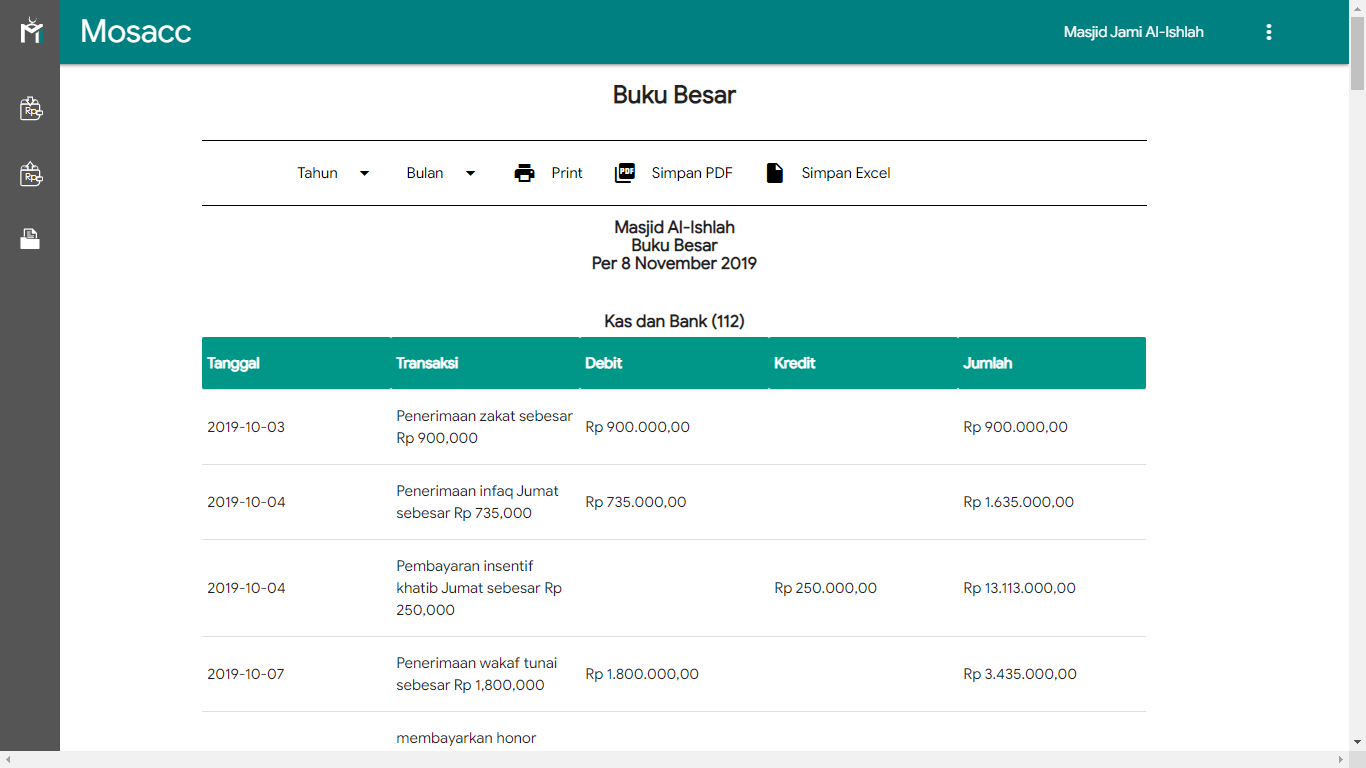 Mosacc
Masjid Jami Al-Ishlah
Buku Besar
Tahun
Bulan
Print
PDF
Simpan PDF
Simpan Excel
Masjid Al-Ishlah
Buku Besar
Per 8 November 2019
Kas dan Bank (112)
Tanggal Transaksi Debit Kredit Jumlah
2019-10-03
Penerimaan zakat sebesar
Rp 900,000
Rp 900.000,00
Rp 900.000,00
2019-10-04
Penerimaan infaq Jumat
sebesar Rp 735,000
Rp 735.000,00
Rp 1.635.000,00
2019-10-04
Pembayaran insentif
khatib Jumat sebesar Rp
250,000
Rp 250.000,00
Rp 13.113.000,00
2019-10-07
Penerimaan wakaf tunai
sebesar Rp 1,800,000
Rp 1.800.000,00
Rp 3.435.000,00
membayarkan honor
Rp
Rp